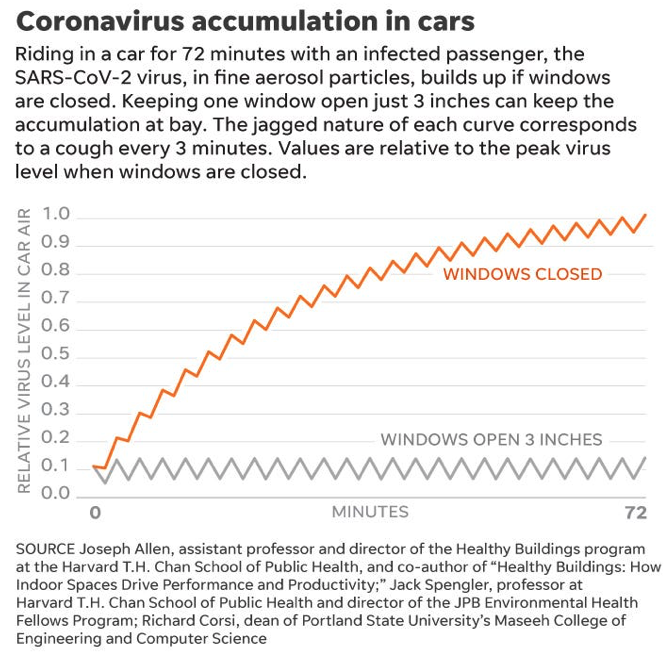 Coronavirus accumulation in cars
Riding in a car for 72 minutes with an infected passenger, the
SARS-CoV-2 virus, in fine aerosol particles, builds up if windows
are closed. Keeping one window open just 3 inches can keep the
accumulation at bay. The jagged nature of each curve corresponds
to a cough every 3 minutes. Values are relative to the peak virus
level when windows are closed.
RELATIVE VIRUS LEVEL IN CAR AIR
1.0
0.9
0.8
0.7
0.6
0.5
0.4
0.3
0.2
0.1
0.0
WINDOWS CLOSED
WINDOWS OPEN 3 INCHES
0
MINUTES
72
SOURCE Joseph Allen, assistant professor and director of the Healthy Buildings program
at the Harvard T.H. Chan School of Public Health, and co-author of “Healthy Buildings: How
Indoor Spaces Drive Performance and Productivity;” Jack Spengler, professor at
Harvard T.H. Chan School of Public Health and director of the JPB Environmental Health
Fellows Program; Richard Corsi, dean of Portland State University’s Maseeh College of
Engineering and Computer Science